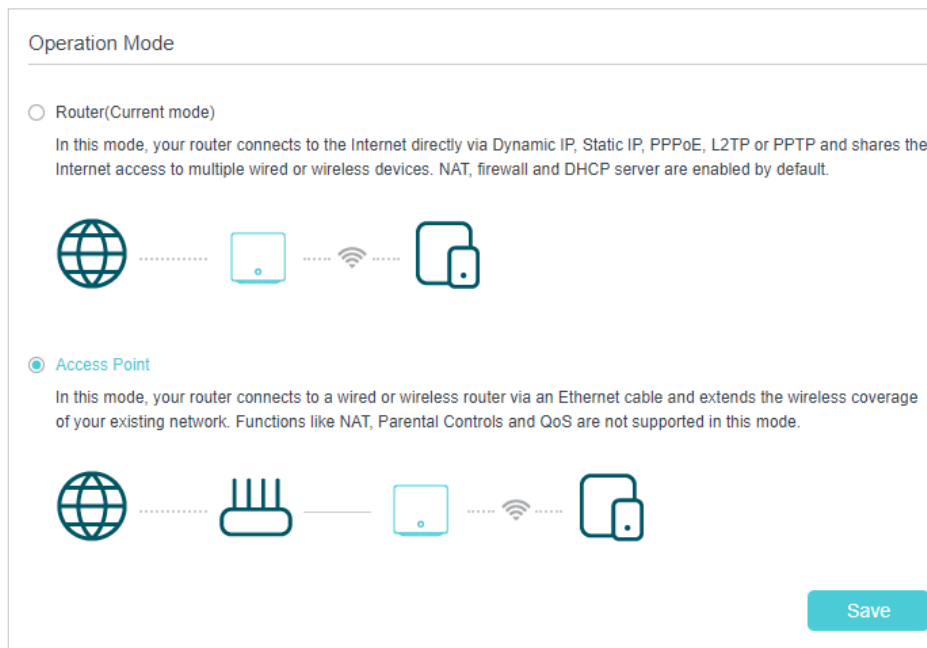 Operation Mode
Router(Current mode)
In this mode, your router connects to the Internet directly via Dynamic IP, Static IP, PPPoE, L2TP or PPTP and shares the
Internet access to multiple wired or wireless devices. NAT, firewall and DHCP server are enabled by default.
Access Point
In this mode, your router connects to a wired or wireless router via an Ethernet cable and extends the wireless coverage
of your existing network. Functions like NAT, Parental Controls and QoS are not supported in this mode.
Save